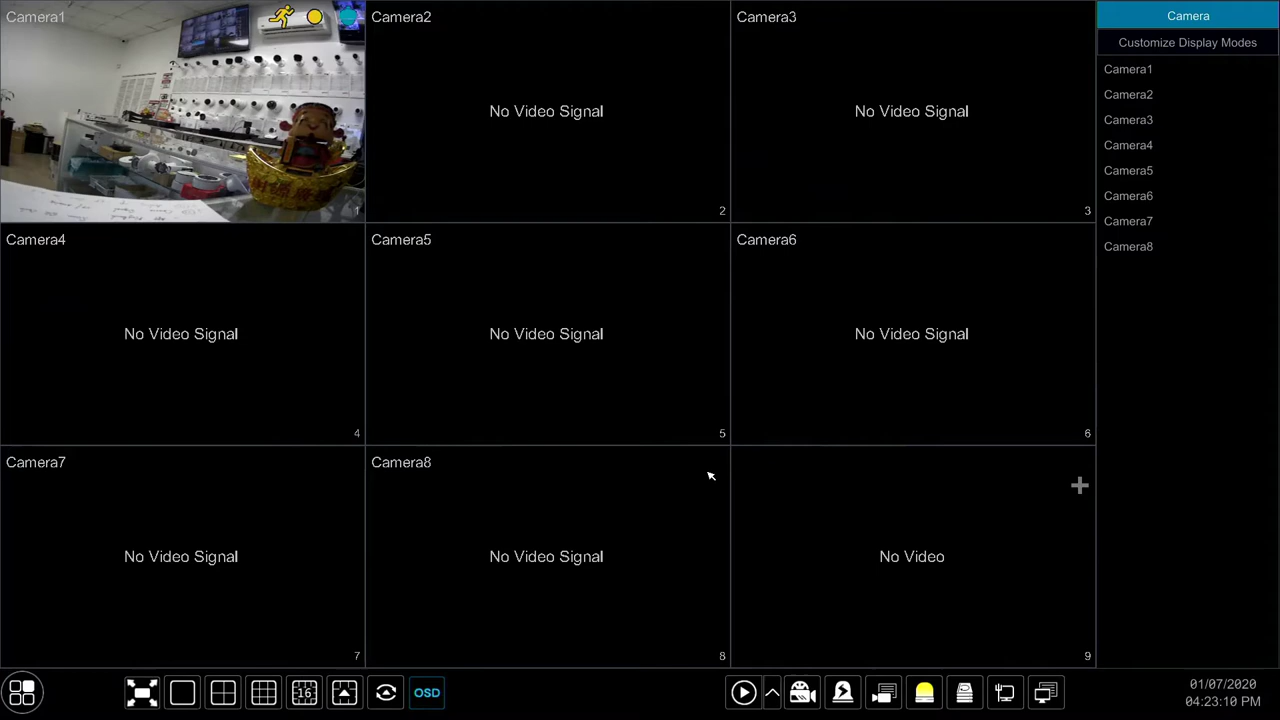 Camera1
Camera2
Camera3
Camera
Customize Display Modes
Camera1
Camera2
Camera3
Camera4
Camera5
Camera6
Camera7
Camera8
No Video Signal
No Video Signal
1
2
3
Camera4
Camera5
Camera6
No Video Signal
No Video Signal
No Video Signal
4
5
6
Camera7
Camera8
No Video Signal
No Video Signal
No Video
7
8
9
16
OSD
01/07/2020
04:23:10 PM